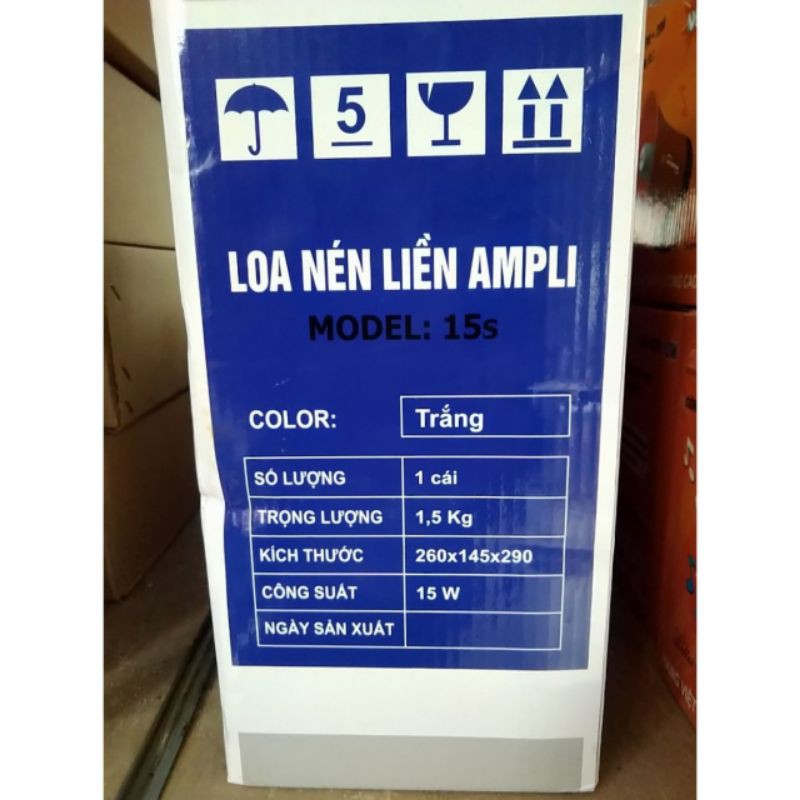 5
LOA NÉN LIỀN AMPLI
MODEL: 15s
COLOR: Trắng
SỐ LƯỢNG 1 cái
TRỌNG LƯỢNG 1,5 Kg
KÍCH THƯỚC 260x145x290
CÔNG SUẤT 15 W
NGÀY SẢN XUẤT